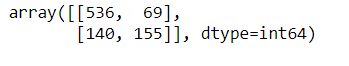 array([[536,  69],
       [140, 155]], dtype=int64)